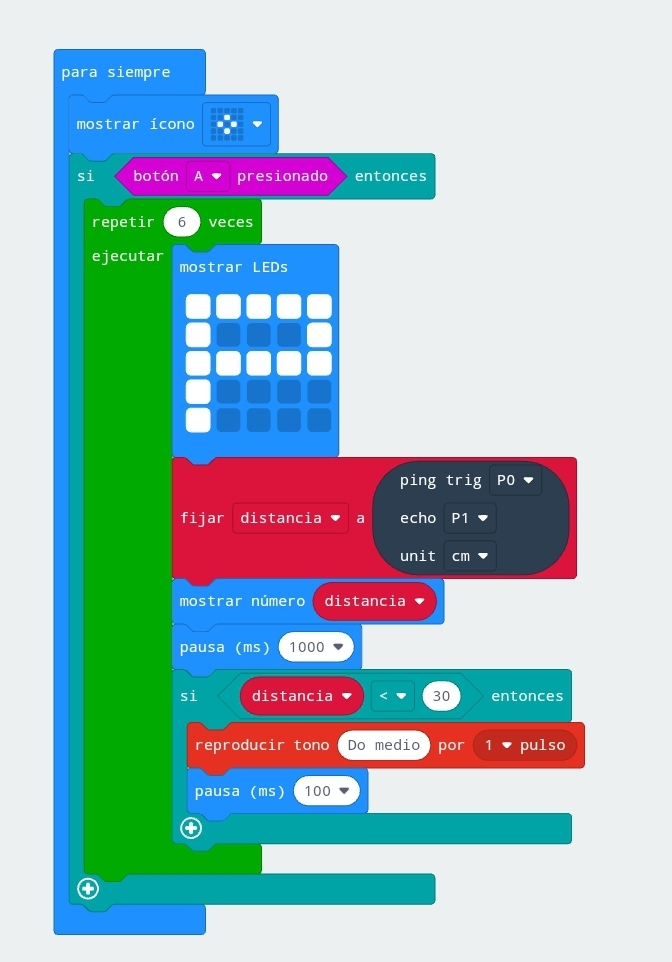 para siempre
mostrar ícono
si botón A presionado entonces
repetir 6 veces
ejecutar
mostrar LEDs
ping trig P0
fijar distancia a echo P1
unit cm
mostrar número distancia
pausa (ms) 1000
si distancia < 30 entonces
reproducir tono Do medio por 1 pulso
pausa (ms) 100